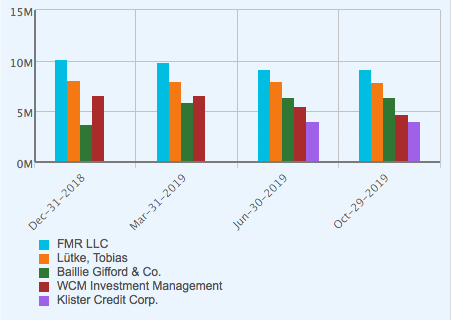 15M
10M
5M
0M
Dec-31-2018
Mar-31-2019
Jun-30-2019
Oct-29-2019
FMR LLC
Lütke, Tobias
Baillie Gifford & Co.
WCM Investment Management
Klister Credit Corp.